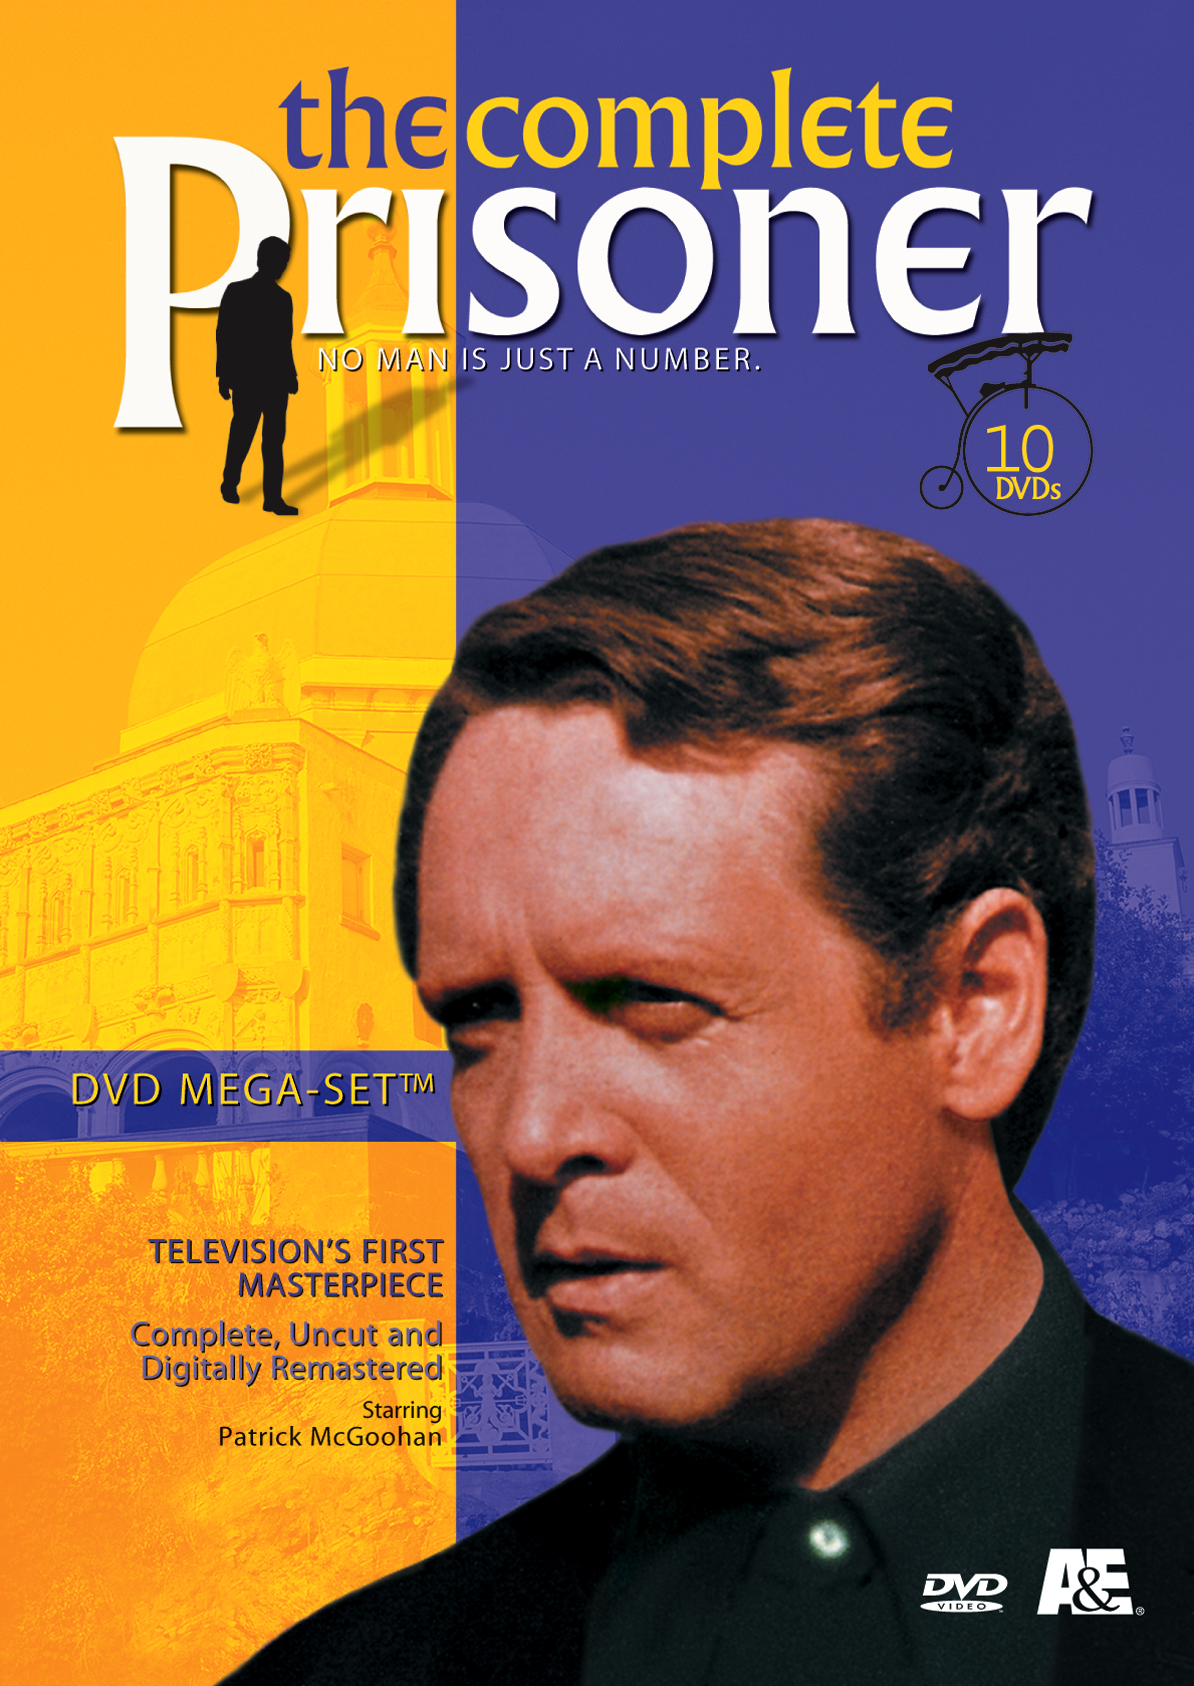 the complete
Prisoner
NO MAN IS JUST A NUMBER.
10
DVDs
DVD MEGA-SET™
TELEVISION'S FIRST
MASTERPIECE
Complete, Uncut and
Digitally Remastered
Starring
Patrick McGoohan
DVD
VIDEO™
A&E®